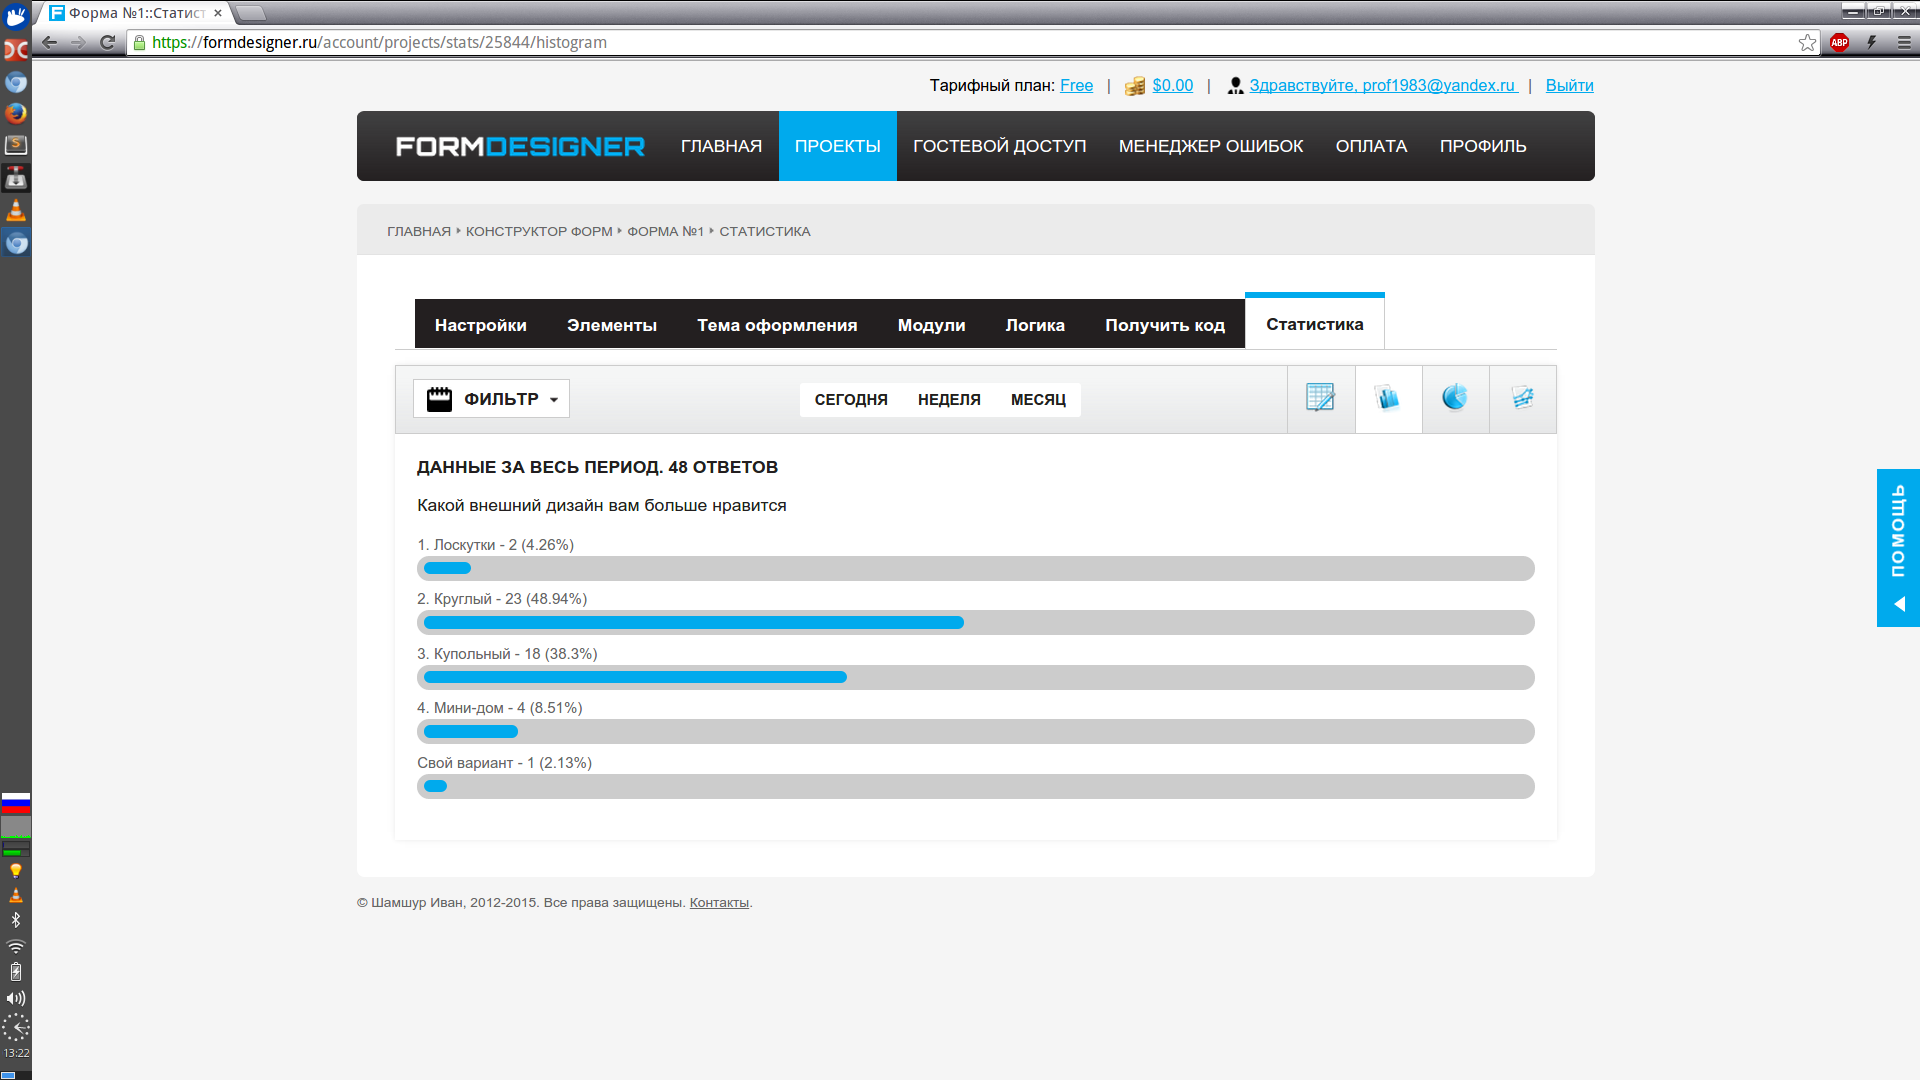 Форма №1::Статист
https://formdesigner.ru/account/projects/stats/25844/histogram
ABP
Тарифный план: Free | $0.00 | Здравствуйте, prof1983@yandex.ru | Выйти
FORMDESIGNER ГЛАВНАЯ ПРОЕКТЫ ГОСТЕВОЙ ДОСТУП МЕНЕДЖЕР ОШИБОК ОПЛАТА ПРОФИЛЬ
ГЛАВНАЯ КОНСТРУКТОР ФОРМ ФОРМА №1 СТАТИСТИКА
Настройки Элементы Тема оформления Модули Логика Получить код Статистика
ФИЛЬТР СЕГОДНЯ НЕДЕЛЯ МЕСЯЦ
ДАННЫЕ ЗА ВЕСЬ ПЕРИОД. 48 ОТВЕТОВ
Какой внешний дизайн вам больше нравится
1. Лоскутки - 2 (4.26%)
2. Круглый - 23 (48.94%)
3. Купольный - 18 (38.3%)
4. Мини-дом - 4 (8.51%)
Свой вариант - 1 (2.13%)
ПОМОЩЬ
© Шамшур Иван, 2012-2015. Все права защищены. Контакты.
13:22